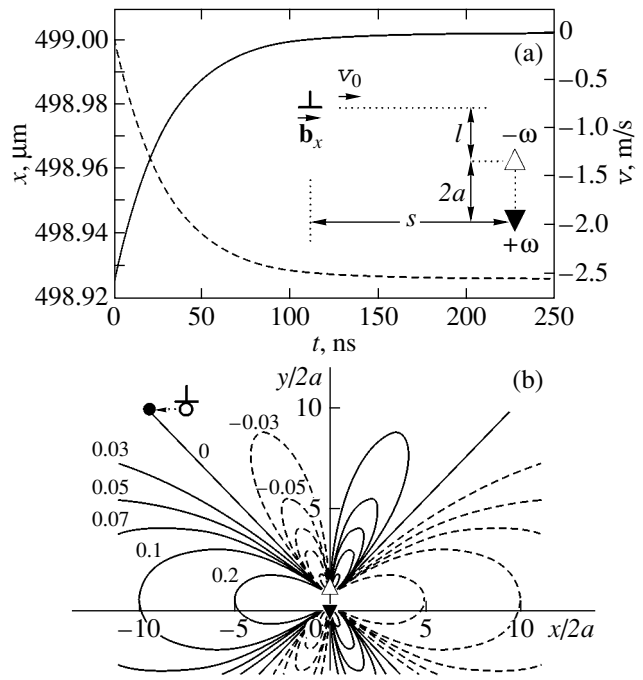 (a)
x, μm
499.00
498.98
498.96
498.94
498.92
0
−0.5
−1.0
−1.5
−2.0
−2.5
v, m/s
v₀
⊥
b_x
l
−ω
2a
s
+ω
0
50
100
150
200
250
t, ns
(b)
y/2a
10
5
⊥
0.03
0.05
0.07
0.1
0.2
0
−0.03
−0.05
−10
−5
0
5
10
x/2a